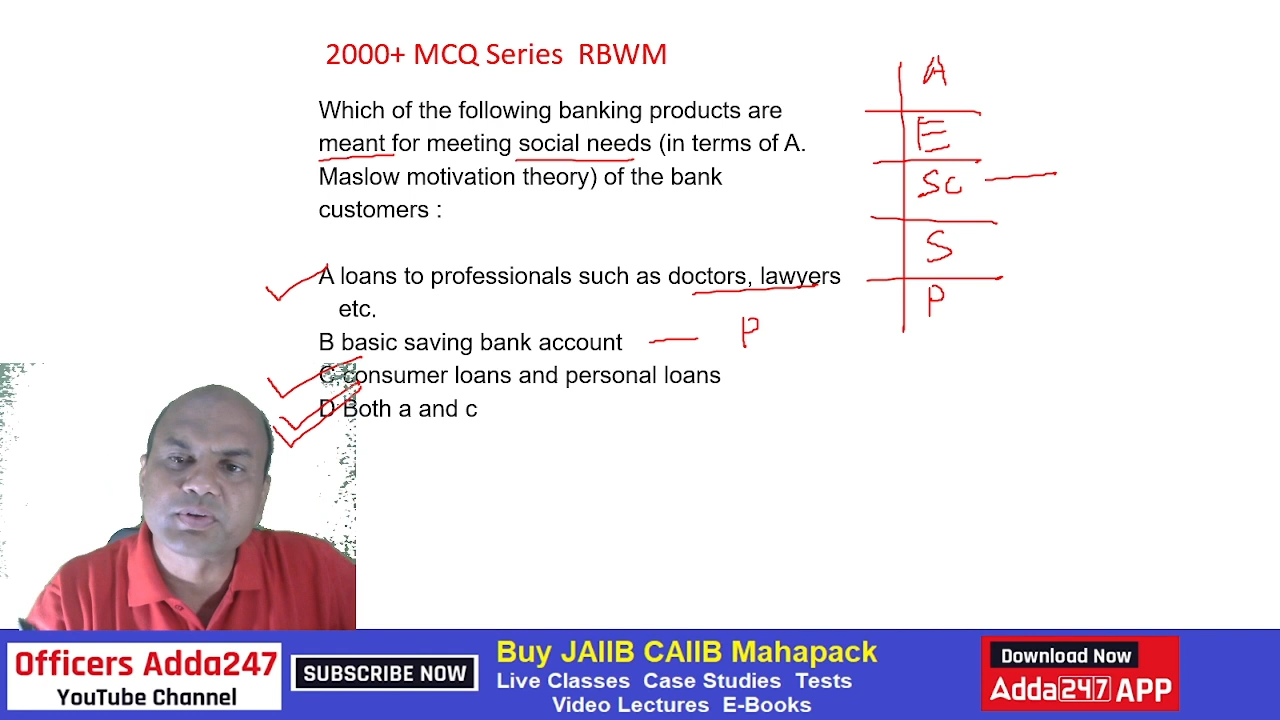 2000+ MCQ Series RBWM
Which of the following banking products are
meant for meeting social needs (in terms of A.
Maslow motivation theory) of the bank
customers :
A loans to professionals such as doctors, lawyers
etc.
B basic saving bank account
C consumer loans and personal loans
D Both a and c
P
A
E
Sc
S
P
Officers Adda247
YouTube Channel
SUBSCRIBE NOW
Buy JAIIB CAIIB Mahapack
Live Classes Case Studies Tests
Video Lectures E-Books
Download Now
Adda247 APP